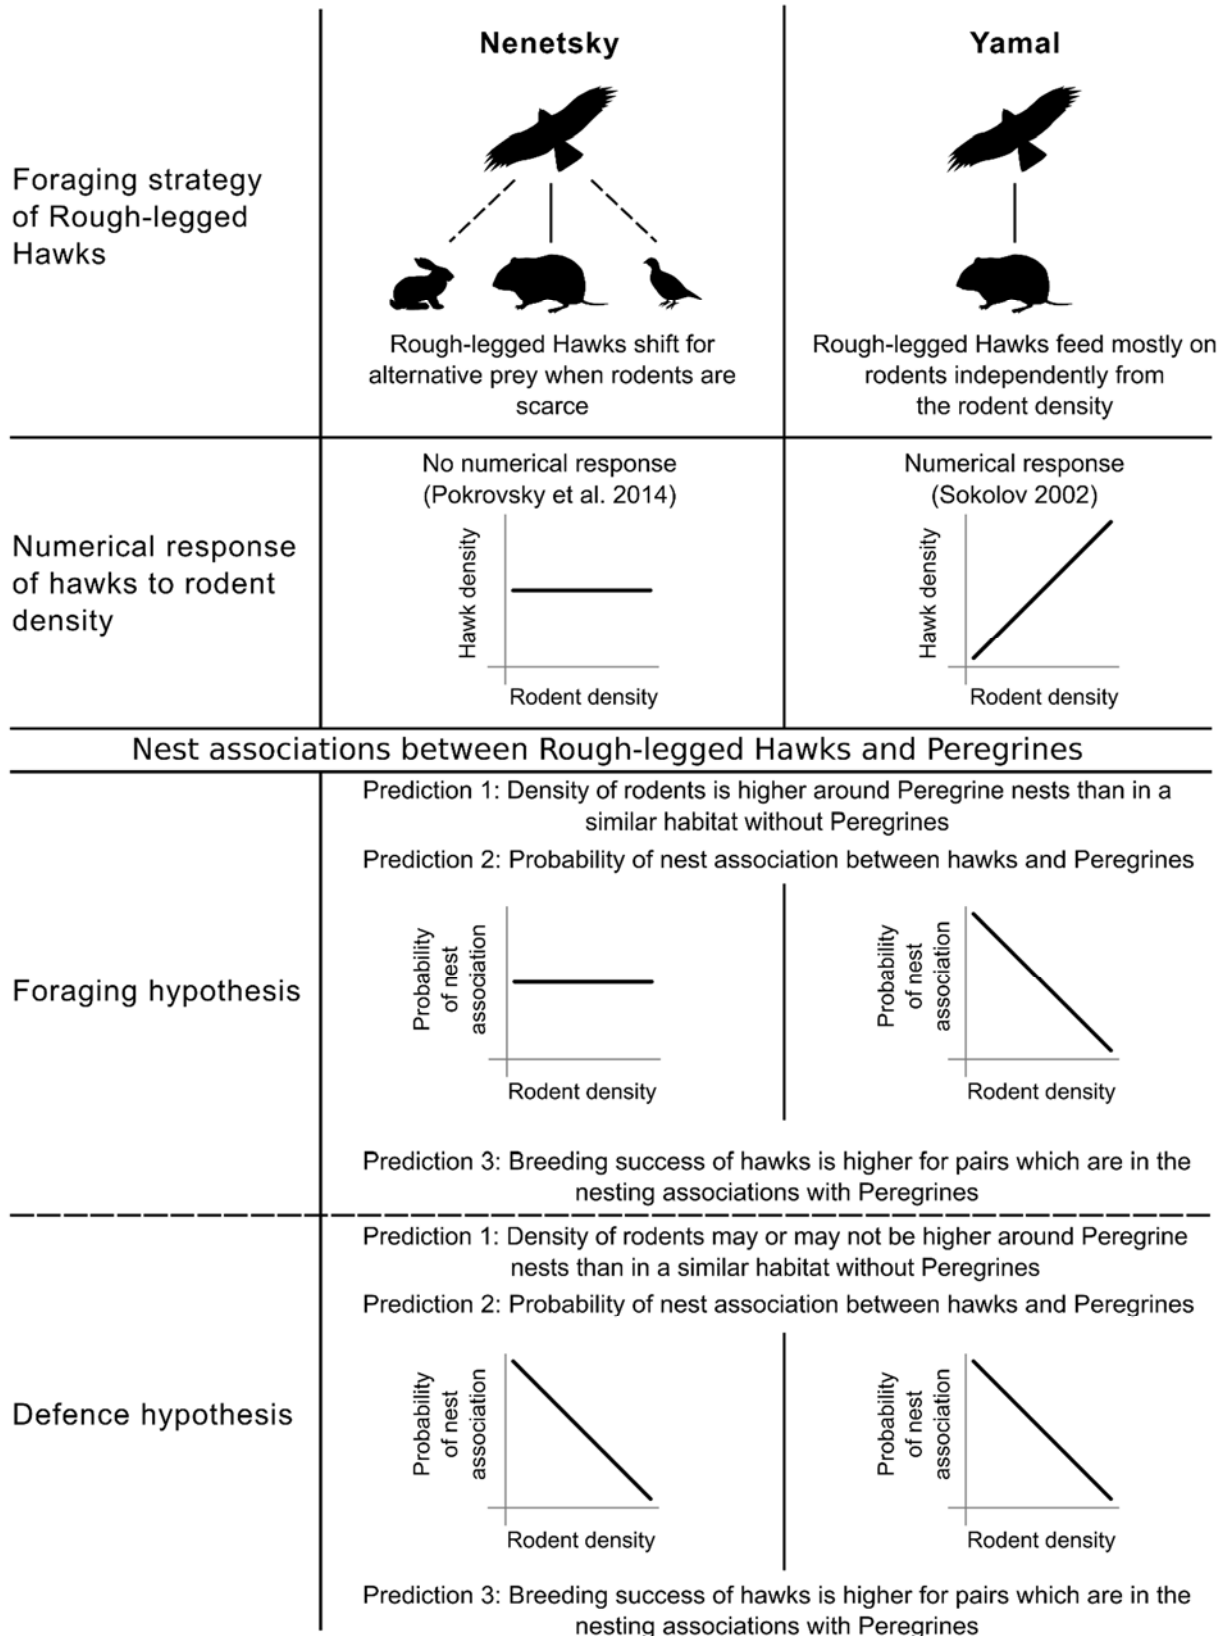 Nenetsky
Yamal
Foraging strategy
of Rough-legged
Hawks
Rough-legged Hawks shift for
alternative prey when rodents are
scarce
Rough-legged Hawks feed mostly on
rodents independently from
the rodent density
Numerical response
of hawks to rodent
density
No numerical response
(Pokrovsky et al. 2014)
Hawk density
Rodent density
Numerical response
(Sokolov 2002)
Hawk density
Rodent density
Nest associations between Rough-legged Hawks and Peregrines
Foraging hypothesis
Prediction 1: Density of rodents is higher around Peregrine nests than in a
similar habitat without Peregrines
Prediction 2: Probability of nest association between hawks and Peregrines
Probability
of nest
association
Rodent density
Probability
of nest
association
Rodent density
Prediction 3: Breeding success of hawks is higher for pairs which are in the
nesting associations with Peregrines
Defence hypothesis
Prediction 1: Density of rodents may or may not be higher around Peregrine
nests than in a similar habitat without Peregrines
Prediction 2: Probability of nest association between hawks and Peregrines
Probability
of nest
association
Rodent density
Probability
of nest
association
Rodent density
Prediction 3: Breeding success of hawks is higher for pairs which are in the
nesting associations with Peregrines